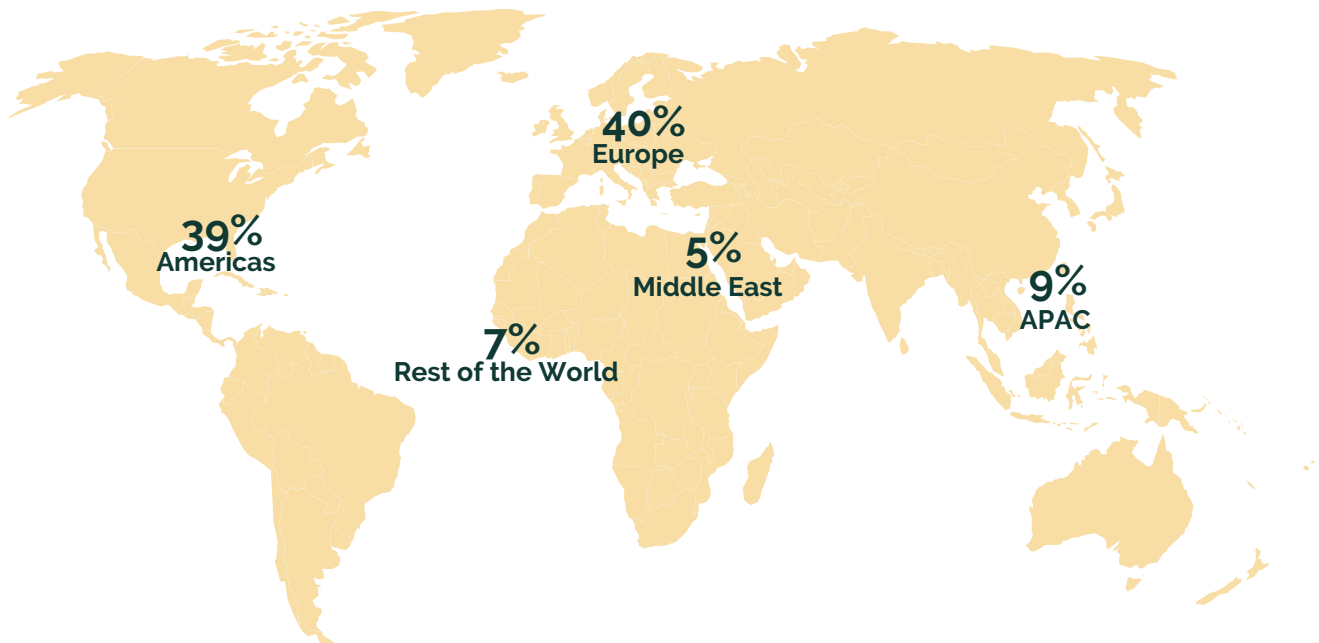 40%
Europe
39%
Americas
5%
Middle East
9%
APAC
7%
Rest of the World